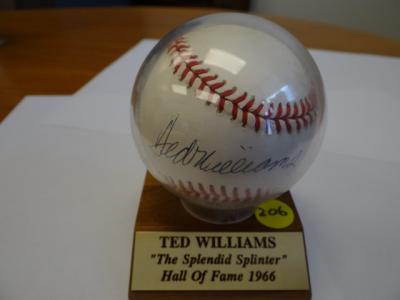 Ted Williams
206
TED WILLIAMS
"The Splendid Splinter"
Hall Of Fame 1966